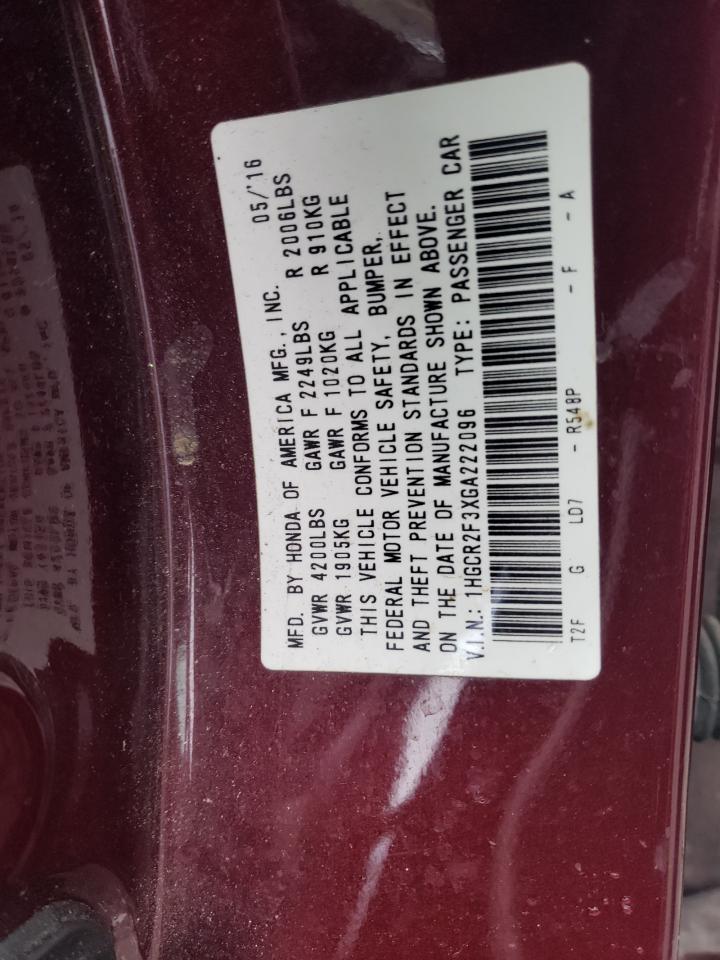 MFD. BY HONDA OF AMERICA MFG., INC. 05/'16
GVWR 4200LBS GAWR F 2249LBS R 2006LBS
GVWR 1905KG GAWR F 1020KG R 910KG
THIS VEHICLE CONFORMS TO ALL APPLICABLE
FEDERAL MOTOR VEHICLE SAFETY, BUMPER,
AND THEFT PREVENTION STANDARDS IN EFFECT
ON THE DATE OF MANUFACTURE SHOWN ABOVE.
V.I.N.: 1HGCR2F3XGA222096 TYPE: PASSENGER CAR
T2F G LD7 - R548P - F - A